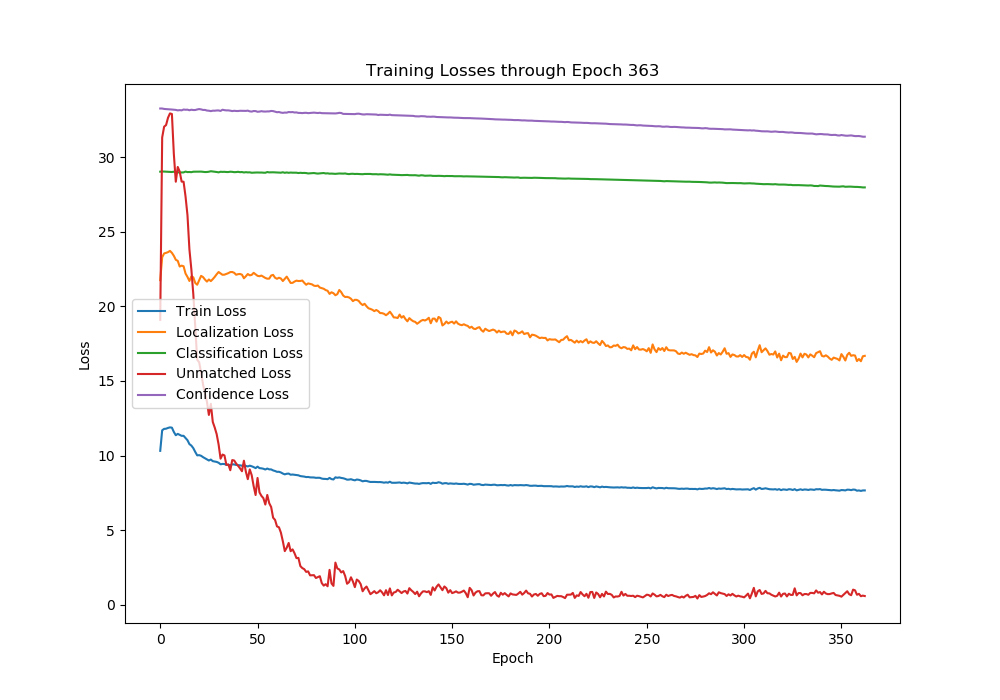 Training Losses through Epoch 363
Loss
30
25
20
15
10
5
0
Train Loss
Localization Loss
Classification Loss
Unmatched Loss
Confidence Loss
0 50 100 150 200 250 300 350
Epoch